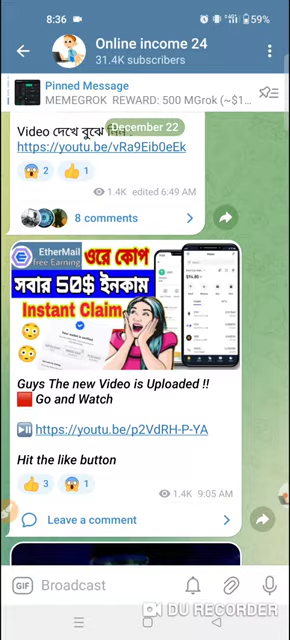 8:36
59%
Online income 24
31.4K subscribers
Pinned Message
MEMEGROK REWARD: 500 MGrok (~$1...
December 22
Video দেখে বুঝে
https://youtu.be/vRa9Eib0eEk
2
1
1.4K edited 6:49 AM
8 comments
EtherMail
free Earning
ওরে কোপ
সবার 50$ ইনকাম
Instant Claim
Guys The new Video is Uploaded !!
Go and Watch
https://youtu.be/p2VdRH-P-YA
Hit the like button
3
1
1.4K 9:05 AM
Leave a comment
GIF
Broadcast
DU RECORDER